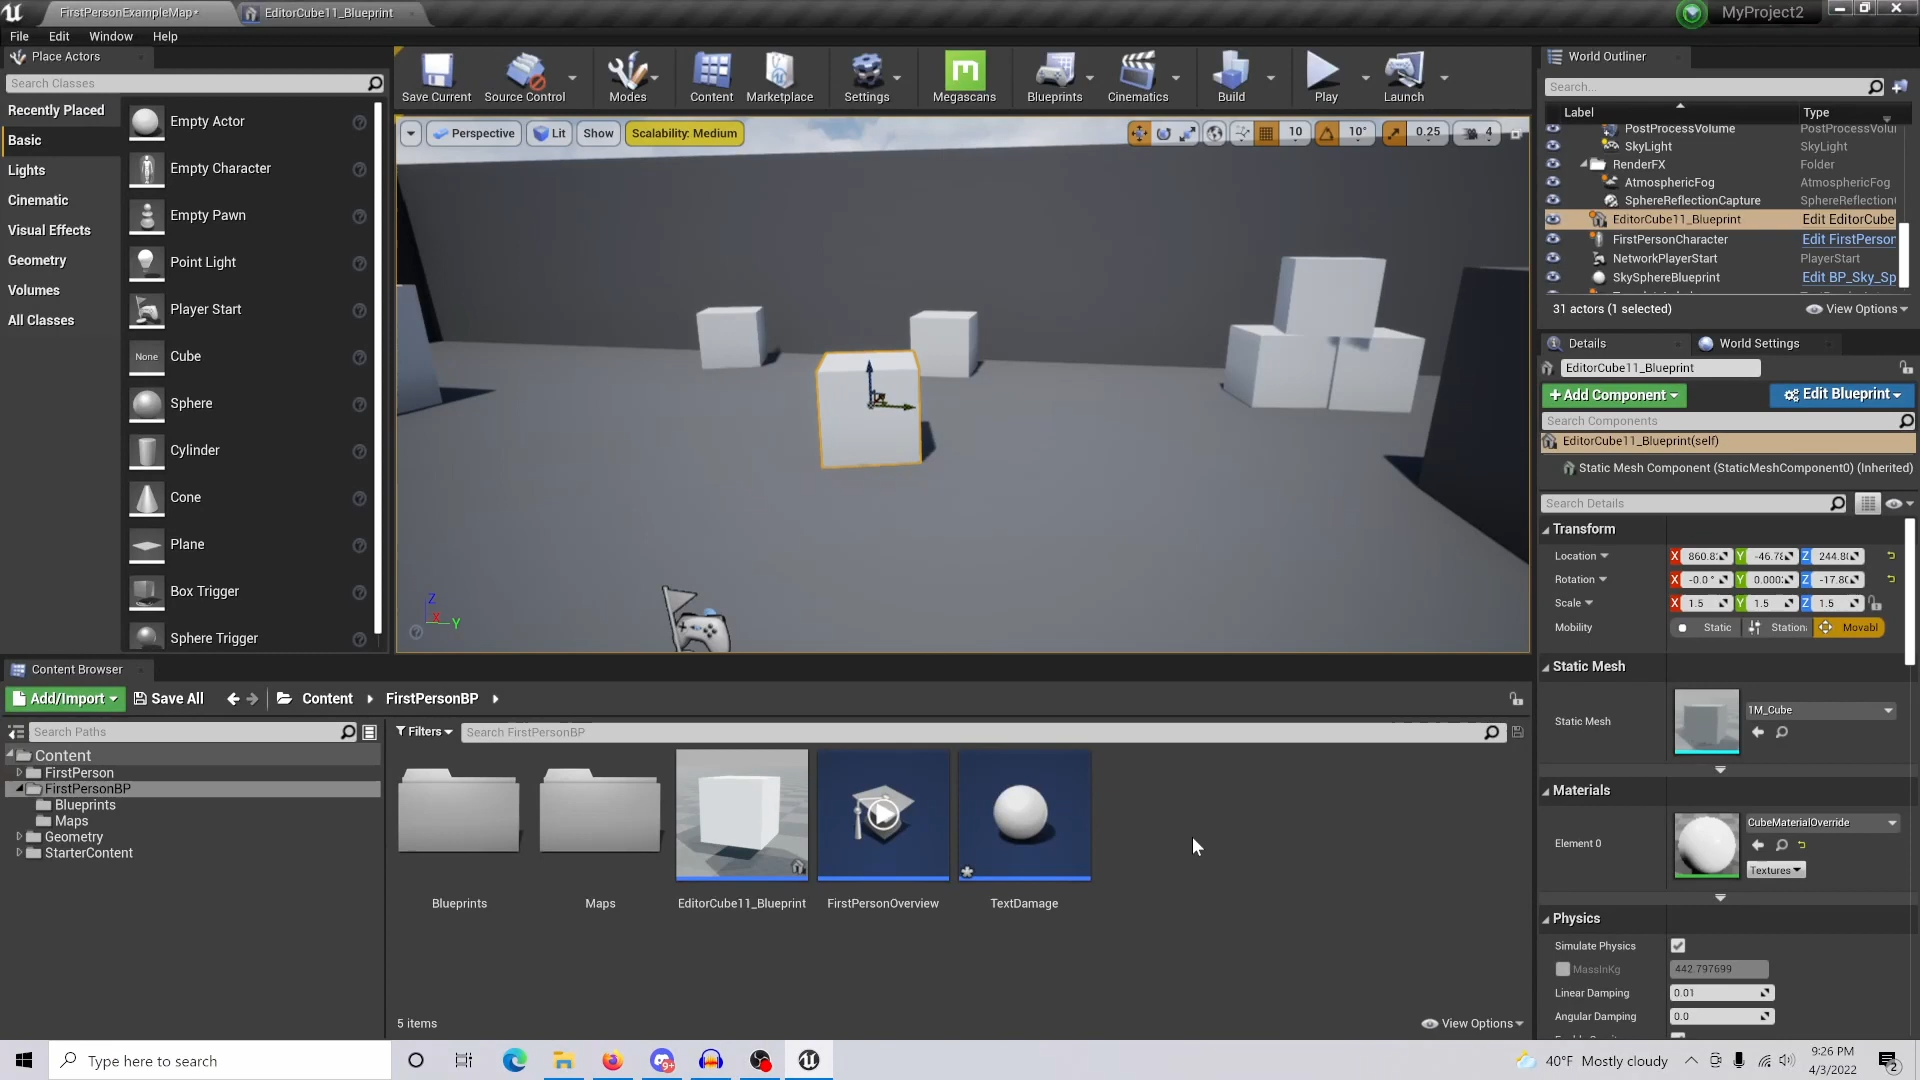 FirstPersonExampleMap*
EditorCube11_Blueprint
MyProject2
File Edit Window Help
Place Actors
Search Classes
Recently Placed
Basic
Lights
Cinematic
Visual Effects
Geometry
Volumes
All Classes
Empty Actor
Empty Character
Empty Pawn
Point Light
Player Start
None
Cube
Sphere
Cylinder
Cone
Plane
Box Trigger
Sphere Trigger
Save Current
Source Control
Modes
Content
Marketplace
Settings
Megascans
Blueprints
Cinematics
Build
Play
Launch
Perspective
Lit
Show
Scalability: Medium
10
10°
0.25
4
Z
X
Y
World Outliner
Search...
Label Type
PostProcessVolume PostProcessVolu
SkyLight SkyLight
RenderFX Folder
AtmosphericFog AtmosphericFog
SphereReflectionCapture SphereReflection
EditorCube11_Blueprint Edit EditorCube
FirstPersonCharacter Edit FirstPerson
NetworkPlayerStart PlayerStart
SkySphereBlueprint Edit BP_Sky_Sp
31 actors (1 selected)
View Options
Details
World Settings
EditorCube11_Blueprint
+Add Component
Edit Blueprint
Search Components
EditorCube11_Blueprint(self)
Static Mesh Component (StaticMeshComponent0) (Inherited)
Search Details
Transform
Location X 860.8 Y -46.78 Z 244.8
Rotation X -0.0 ° Y 0.000 Z -17.80
Scale X 1.5 Y 1.5 Z 1.5
Mobility Static Station Movabl
Static Mesh
Static Mesh
1M_Cube
Materials
Element 0
CubeMaterialOverride
Textures
Physics
Simulate Physics
MassInKg 442.797699
Linear Damping 0.01
Angular Damping 0.0
Content Browser
Add/Import
Save All
Content
FirstPersonBP
Search Paths
Filters
Search FirstPersonBP
Content
FirstPerson
FirstPersonBP
Blueprints
Maps
Geometry
StarterContent
Blueprints
Maps
EditorCube11_Blueprint
FirstPersonOverview
TextDamage
5 items
View Options
Type here to search
40°F Mostly cloudy
9:26 PM
4/3/2022